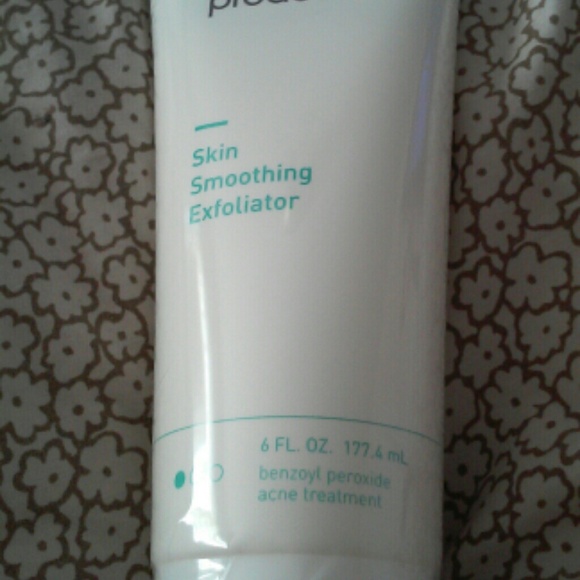 Skin
Smoothing
Exfoliator
6 FL. OZ. 177.4 mL
benzoyl peroxide
acne treatment